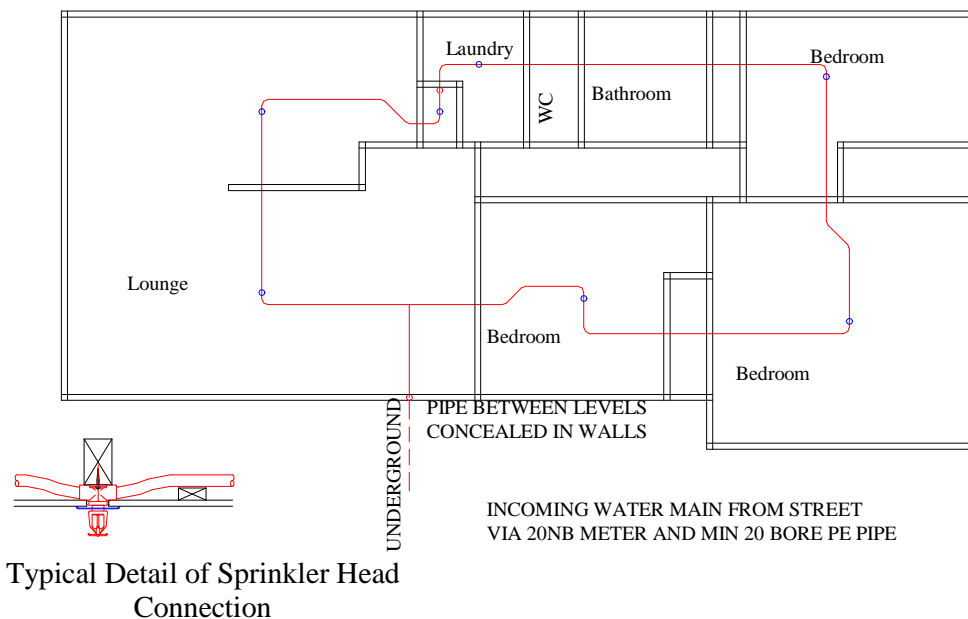 Laundry
Bedroom
WC
Bathroom
Lounge
Bedroom
Bedroom
UNDERGROUND
PIPE BETWEEN LEVELS
CONCEALED IN WALLS
INCOMING WATER MAIN FROM STREET
VIA 20NB METER AND MIN 20 BORE PE PIPE
Typical Detail of Sprinkler Head
Connection